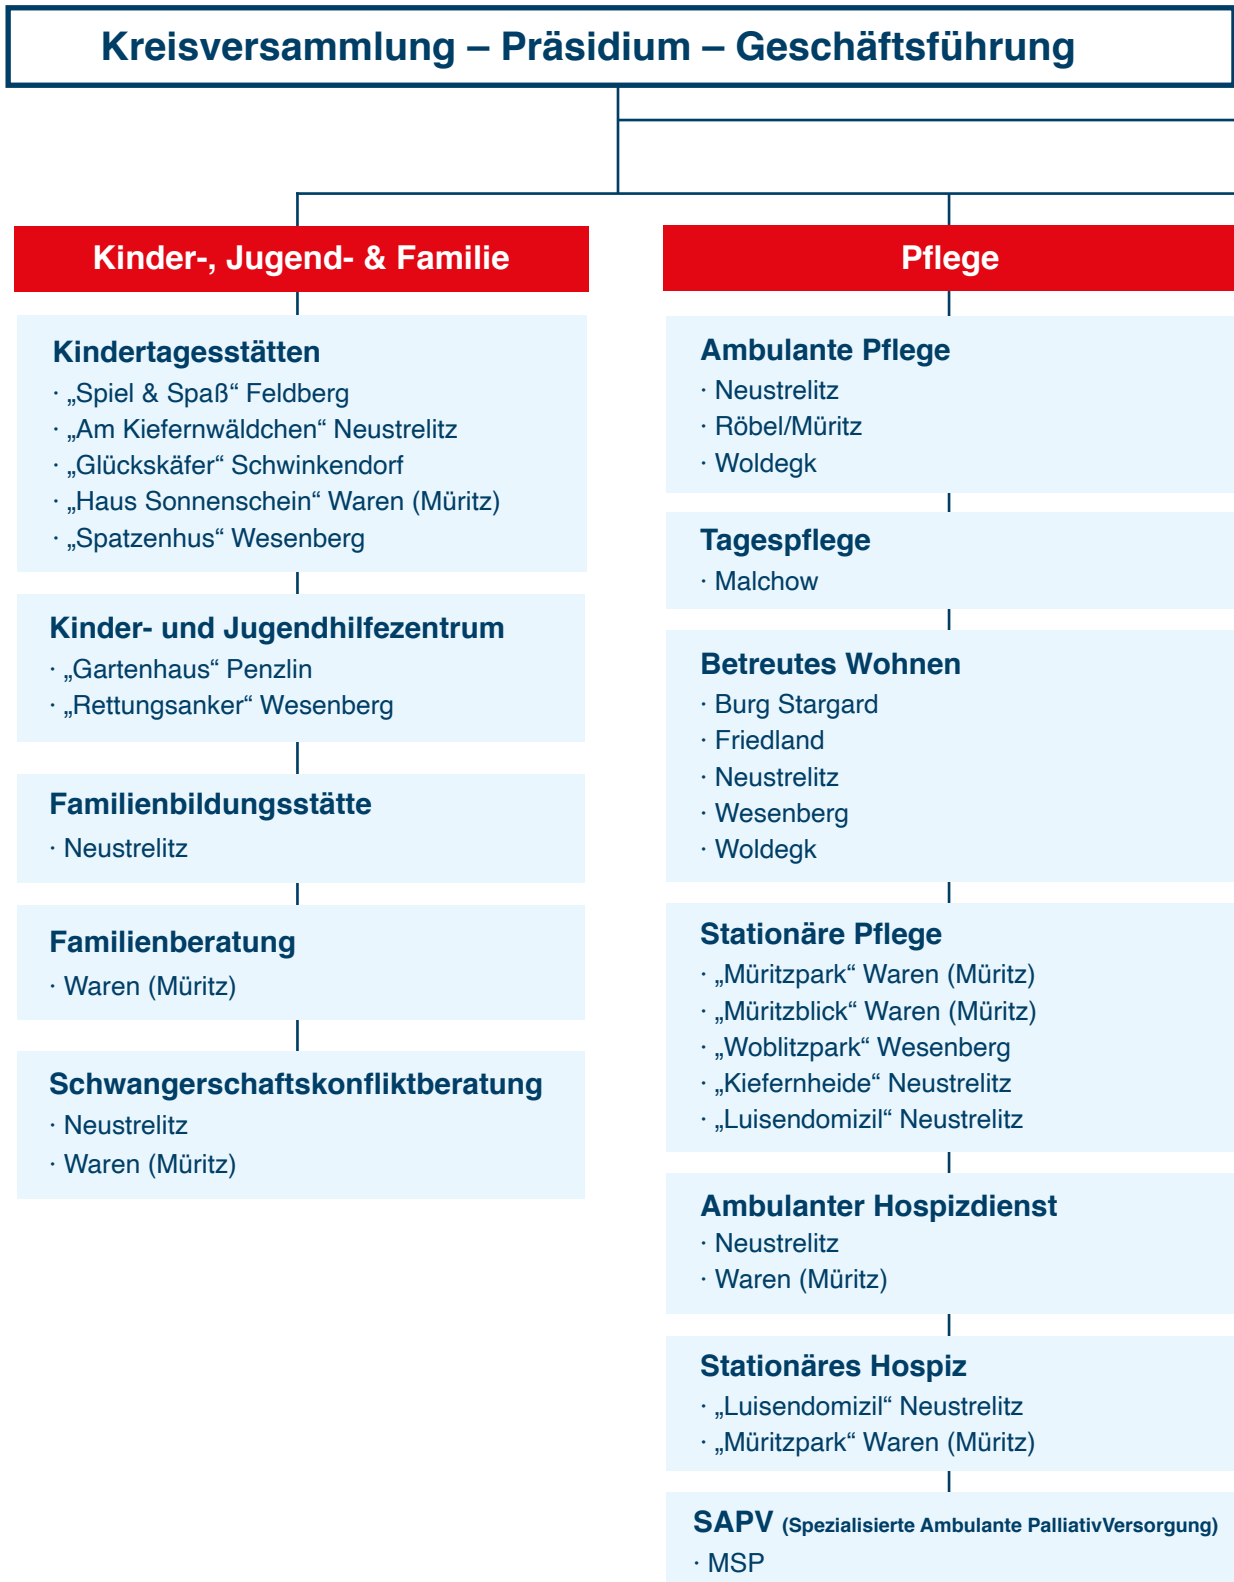 Kreisversammlung – Präsidium – Geschäftsführung
Kinder-, Jugend- & Familie
Kindertagesstätten
· „Spiel & Spaß“ Feldberg
· „Am Kiefernwäldchen“ Neustrelitz
· „Glückskäfer“ Schwinkendorf
· „Haus Sonnenschein“ Waren (Müritz)
· „Spatzenhus“ Wesenberg
Kinder- und Jugendhilfezentrum
· „Gartenhaus“ Penzlin
· „Rettungsanker“ Wesenberg
Familienbildungsstätte
· Neustrelitz
Familienberatung
· Waren (Müritz)
Schwangerschaftskonfliktberatung
· Neustrelitz
· Waren (Müritz)
Pflege
Ambulante Pflege
· Neustrelitz
· Röbel/Müritz
· Woldegk
Tagespflege
· Malchow
Betreutes Wohnen
· Burg Stargard
· Friedland
· Neustrelitz
· Wesenberg
· Woldegk
Stationäre Pflege
· „Müritzpark“ Waren (Müritz)
· „Müritzblick“ Waren (Müritz)
· „Woblitzpark“ Wesenberg
· „Kiefernheide“ Neustrelitz
· „Luisendomizil“ Neustrelitz
Ambulanter Hospizdienst
· Neustrelitz
· Waren (Müritz)
Stationäres Hospiz
· „Luisendomizil“ Neustrelitz
· „Müritzpark“ Waren (Müritz)
SAPV (Spezialisierte Ambulante PalliativVersorgung)
· MSP